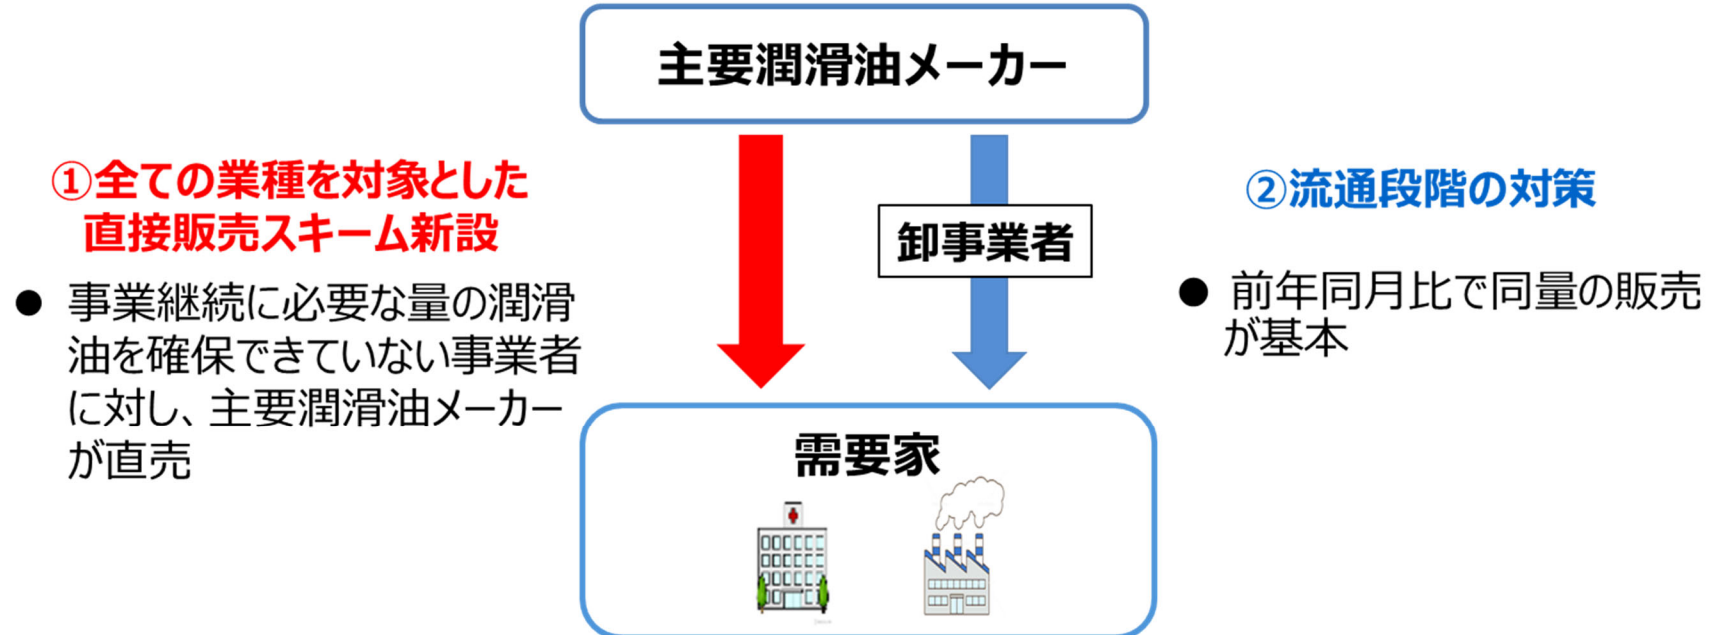 主要潤滑油メーカー
①全ての業種を対象とした
直接販売スキーム新設
● 事業継続に必要な量の潤滑
油を確保できていない事業者
に対し、主要潤滑油メーカー
が直売
卸事業者
②流通段階の対策
● 前年同月比で同量の販売
が基本
需要家